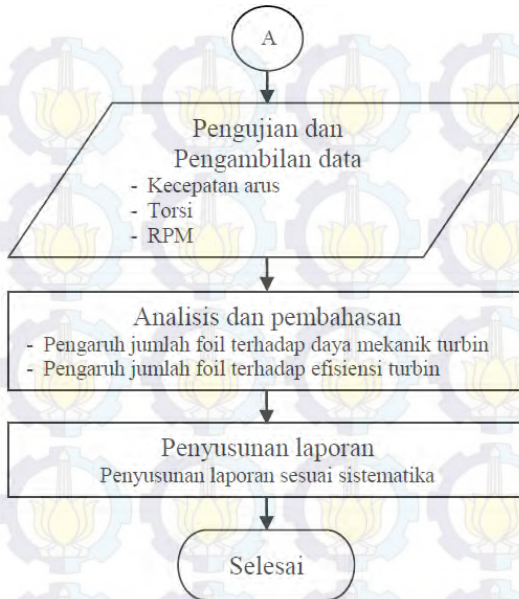 A
Pengujian dan
Pengambilan data
- Kecepatan arus
- Torsi
- RPM
Analisis dan pembahasan
- Pengaruh jumlah foil terhadap daya mekanik turbin
- Pengaruh jumlah foil terhadap efisiensi turbin
Penyusunan laporan
Penyusunan laporan sesuai sistematika
Selesai